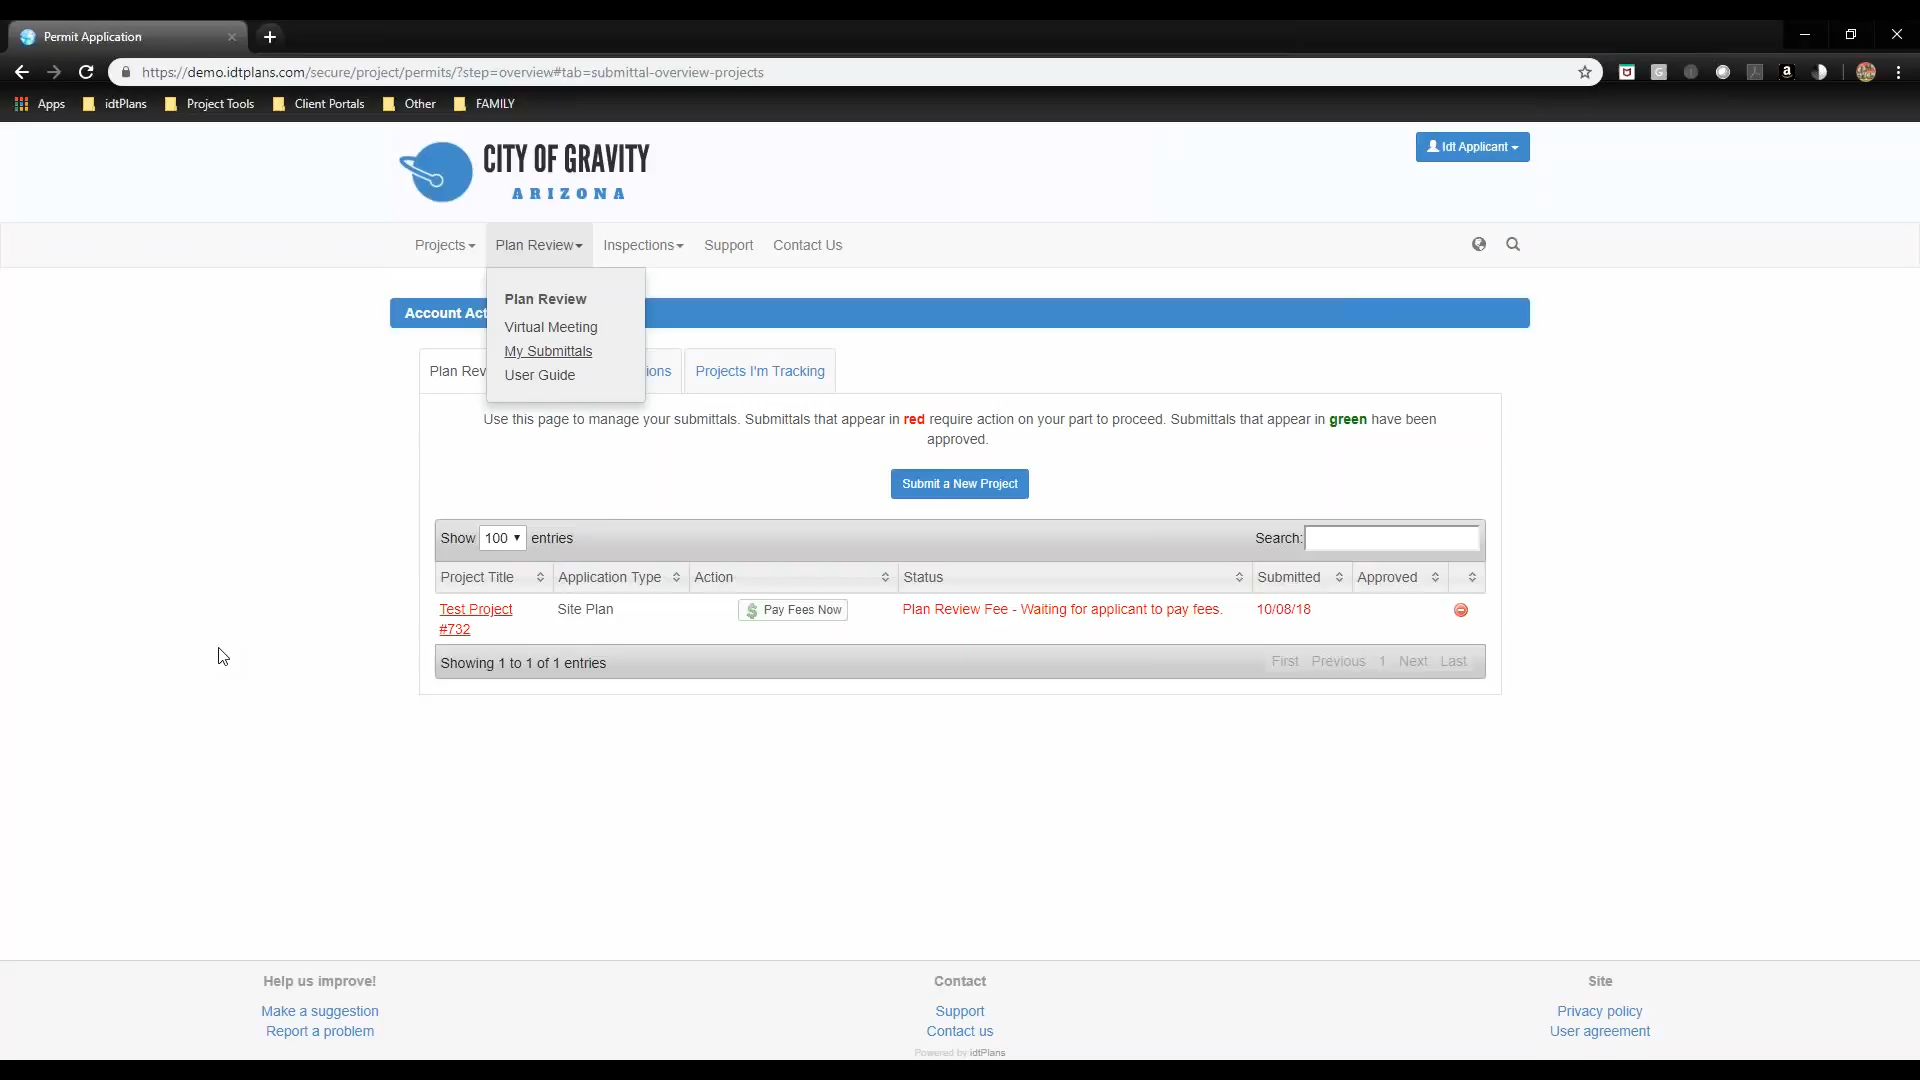 Permit Application
https://demo.idtplans.com/secure/project/permits/?step=overview#tab=submittal-overview-projects
Apps idtPlans Project Tools Client Portals Other FAMILY
CITY OF GRAVITY
ARIZONA
Idt Applicant
Projects Plan Review Inspections Support Contact Us
Plan Review
Virtual Meeting
My Submittals
User Guide
Account Act
Plan Rev ions Projects I'm Tracking
Use this page to manage your submittals. Submittals that appear in red require action on your part to proceed. Submittals that appear in green have been
approved.
Submit a New Project
Show 100 entries Search:
Project Title Application Type Action Status Submitted Approved
Test Project Site Plan $ Pay Fees Now Plan Review Fee - Waiting for applicant to pay fees. 10/08/18
#732
Showing 1 to 1 of 1 entries First Previous 1 Next Last
Help us improve! Contact Site
Make a suggestion Support Privacy policy
Report a problem Contact us User agreement
Powered by idtPlans